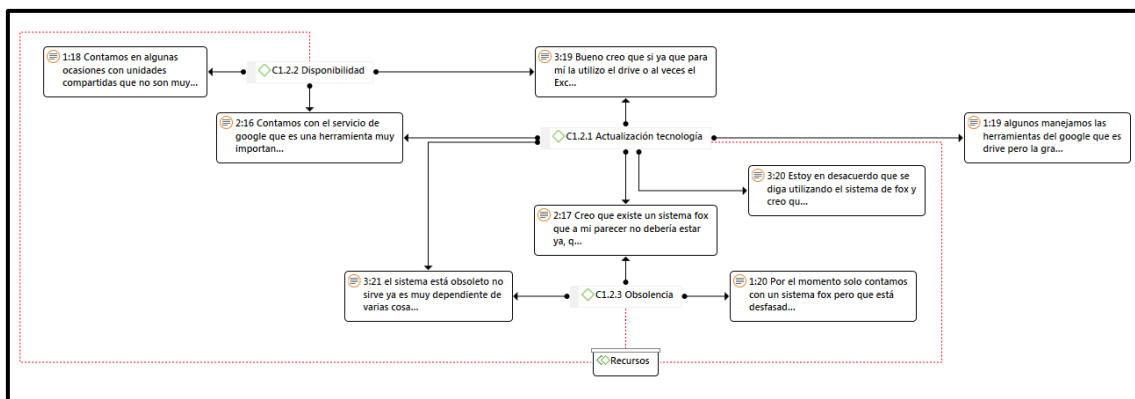 1:18 Contamos en algunas
ocasiones con unidades
compartidas que no son muy...
C1.2.2 Disponibilidad
3:19 Bueno creo que si ya que para
mí la utilizo el drive o al veces el
Exc...
2:16 Contamos con el servicio de
google que es una herramienta muy
importan...
C1.2.1 Actualización tecnología
1:19 algunos manejamos las
herramientas del google que es
drive pero la gra...
3:20 Estoy en desacuerdo que se
diga utilizando el sistema de fox y
creo qu...
2:17 Creo que existe un sistema fox
que a mi parecer no debería estar
ya, q...
3:21 el sistema está obsoleto no
sirve ya es muy dependiente de
varias cosa...
C1.2.3 Obsolencia
1:20 Por el momento solo contamos
con un sistema fox pero que está
desfasad...
Recursos